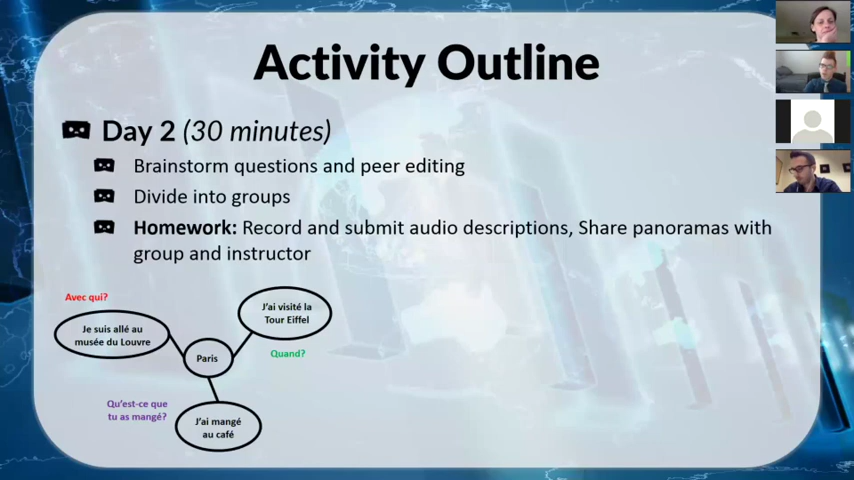 Activity Outline
Day 2 (30 minutes)
Brainstorm questions and peer editing
Divide into groups
Homework: Record and submit audio descriptions, Share panoramas with
group and instructor
Avec qui?
Je suis allé au
musée du Louvre
J'ai visité la
Tour Eiffel
Paris
Quand?
Qu'est-ce que
tu as mangé?
J'ai mangé
au café